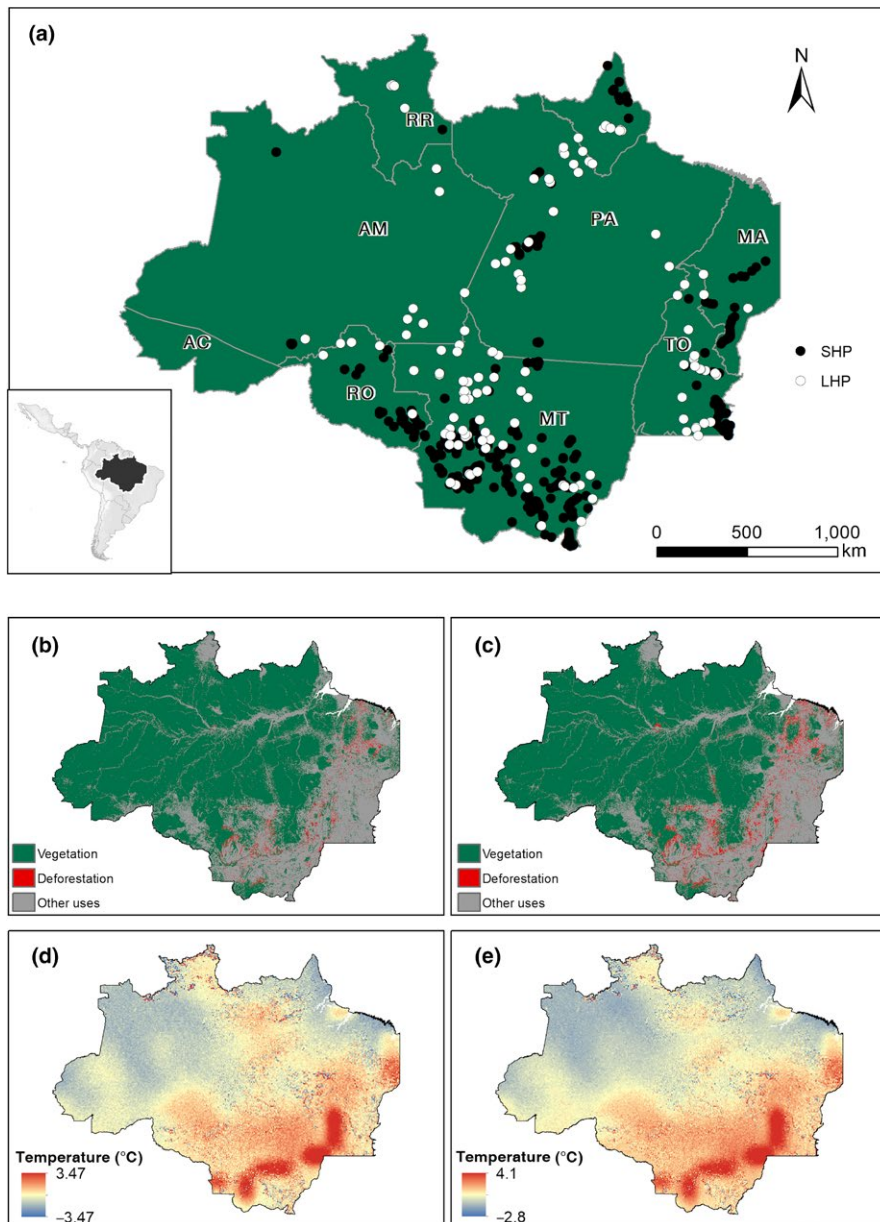 (a)
N
RR
AM
PA
MA
AC
TO
RO
MT
SHP
LHP
0 500 1,000
km
(b)
Vegetation
Deforestation
Other uses
(c)
Vegetation
Deforestation
Other uses
(d)
Temperature (°C)
3.47
−3.47
(e)
Temperature (°C)
4.1
−2.8